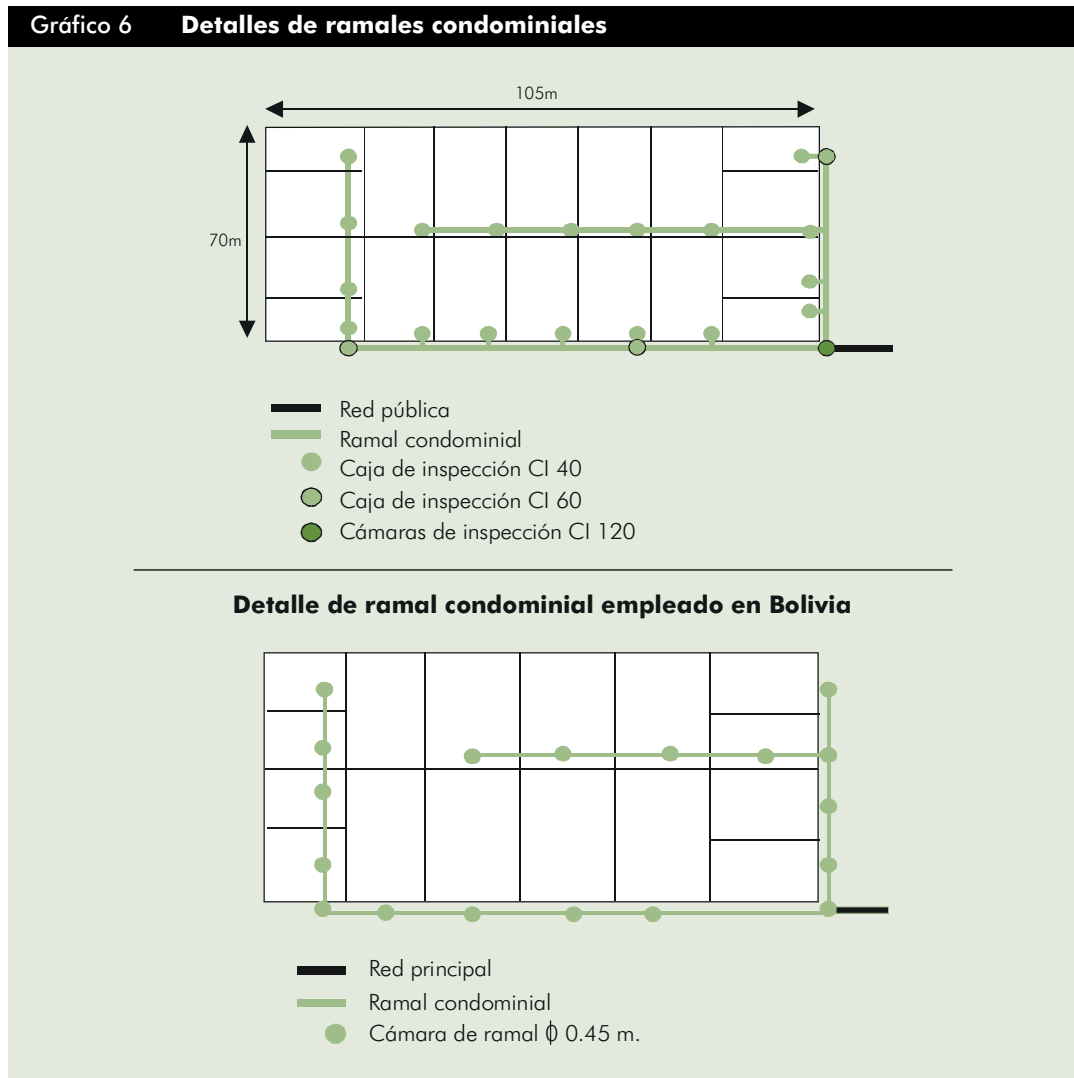 Gráfico 6 Detalles de ramales condominiales
105m
70m
Red pública
Ramal condominial
Caja de inspección CI 40
Caja de inspección CI 60
Cámaras de inspección CI 120
Detalle de ramal condominial empleado en Bolivia
Red principal
Ramal condominial
Cámara de ramal ϕ 0.45 m.